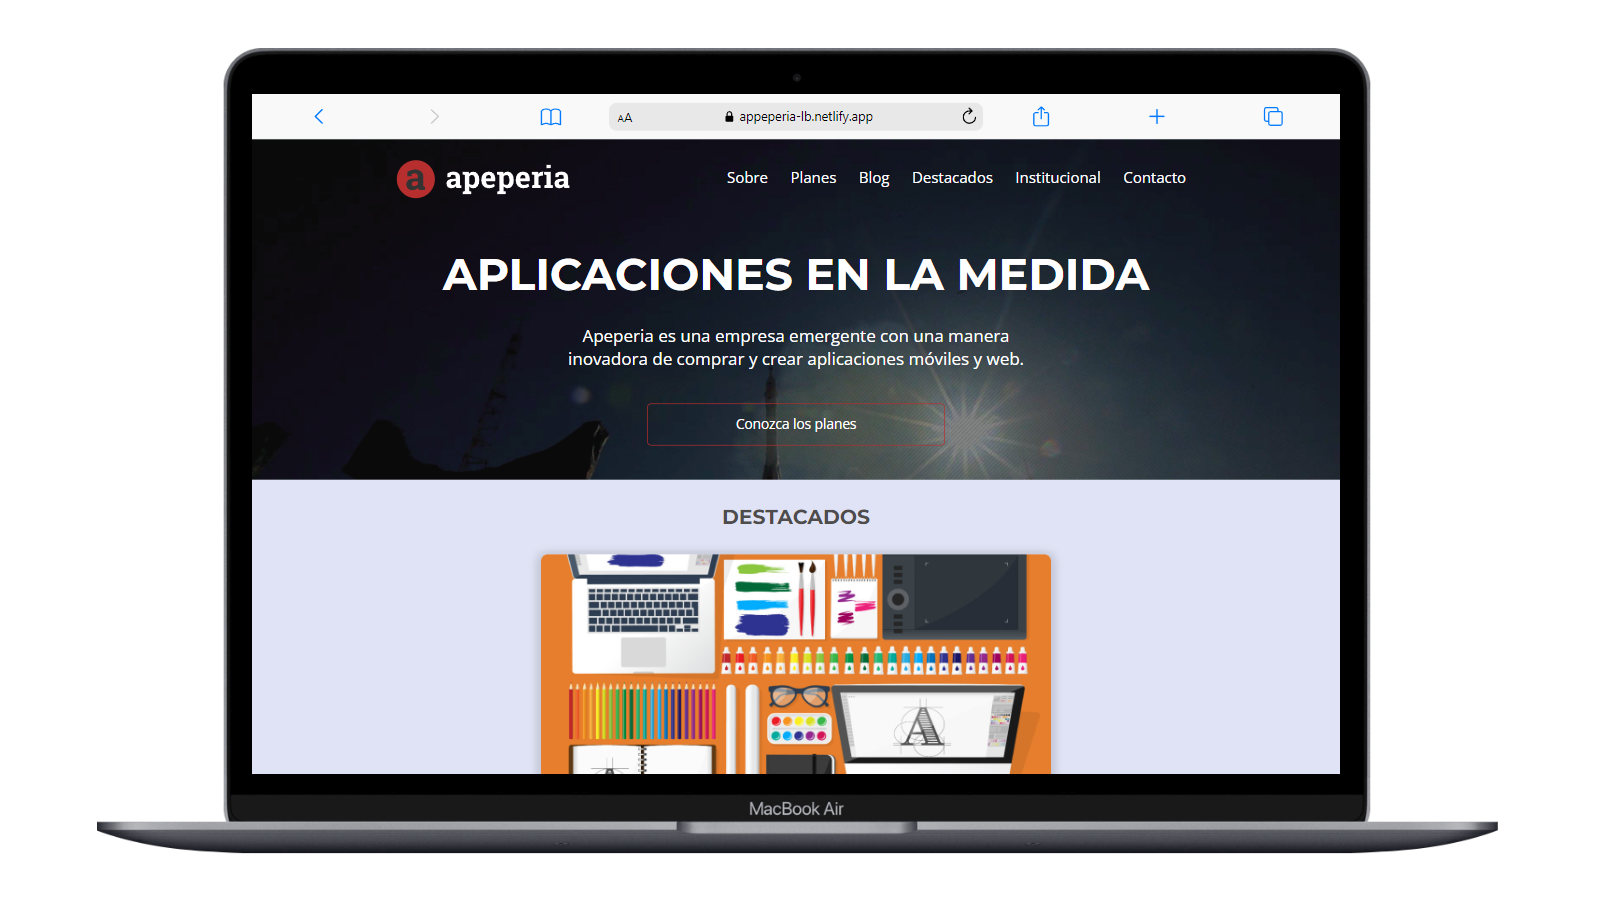 AA appeperia-lb.netlify.app
a apeperia
Sobre Planes Blog Destacados Institucional Contacto
APLICACIONES EN LA MEDIDA
Apeperia es una empresa emergente con una manera
inovadora de comprar y crear aplicaciones móviles y web.
Conozca los planes
DESTACADOS
A
MacBook Air